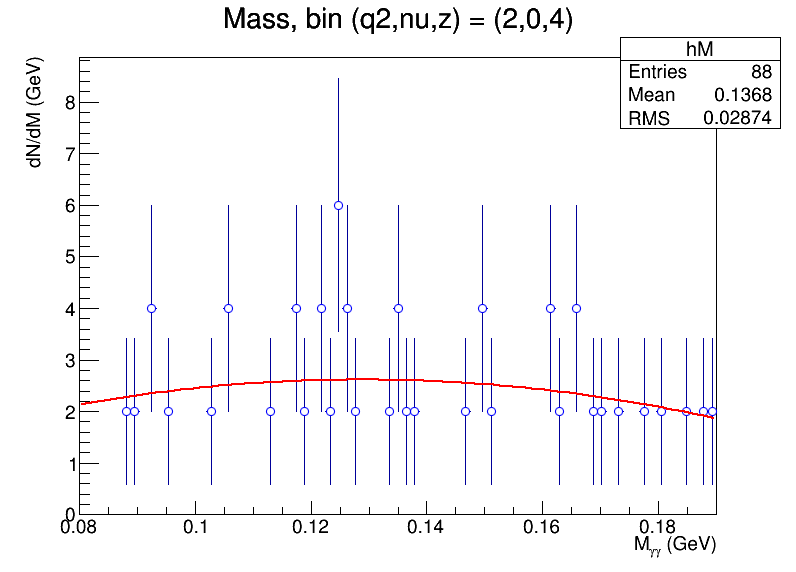 Mass, bin (q2,nu,z) = (2,0,4)
hM
Entries 88
Mean 0.1368
RMS 0.02874
dN/dM (GeV)
8
7
6
5
4
3
2
1
0
0.08 0.1 0.12 0.14 0.16 0.18
Mγγ (GeV)